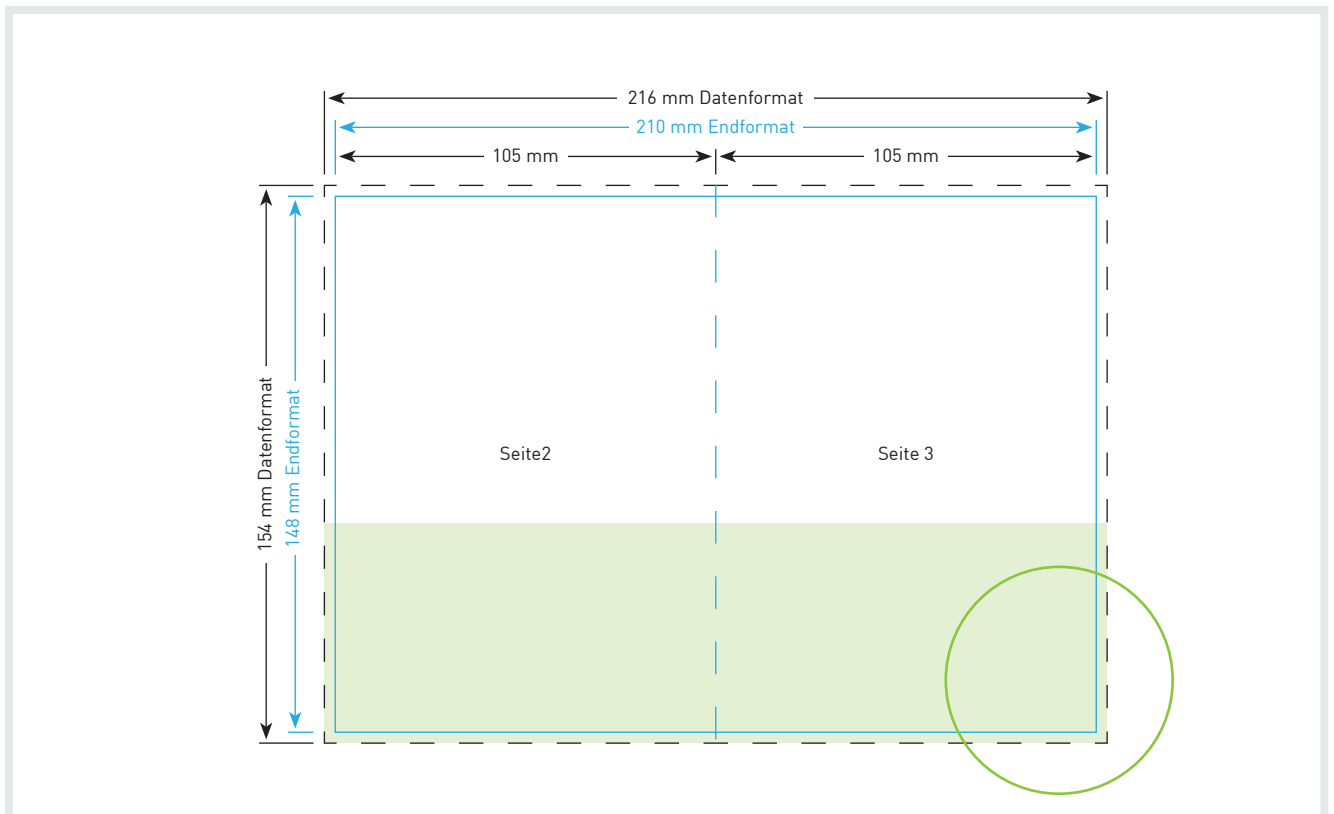 216 mm Datenformat
210 mm Endformat
105 mm
105 mm
154 mm Datenformat
148 mm Endformat
Seite2
Seite 3